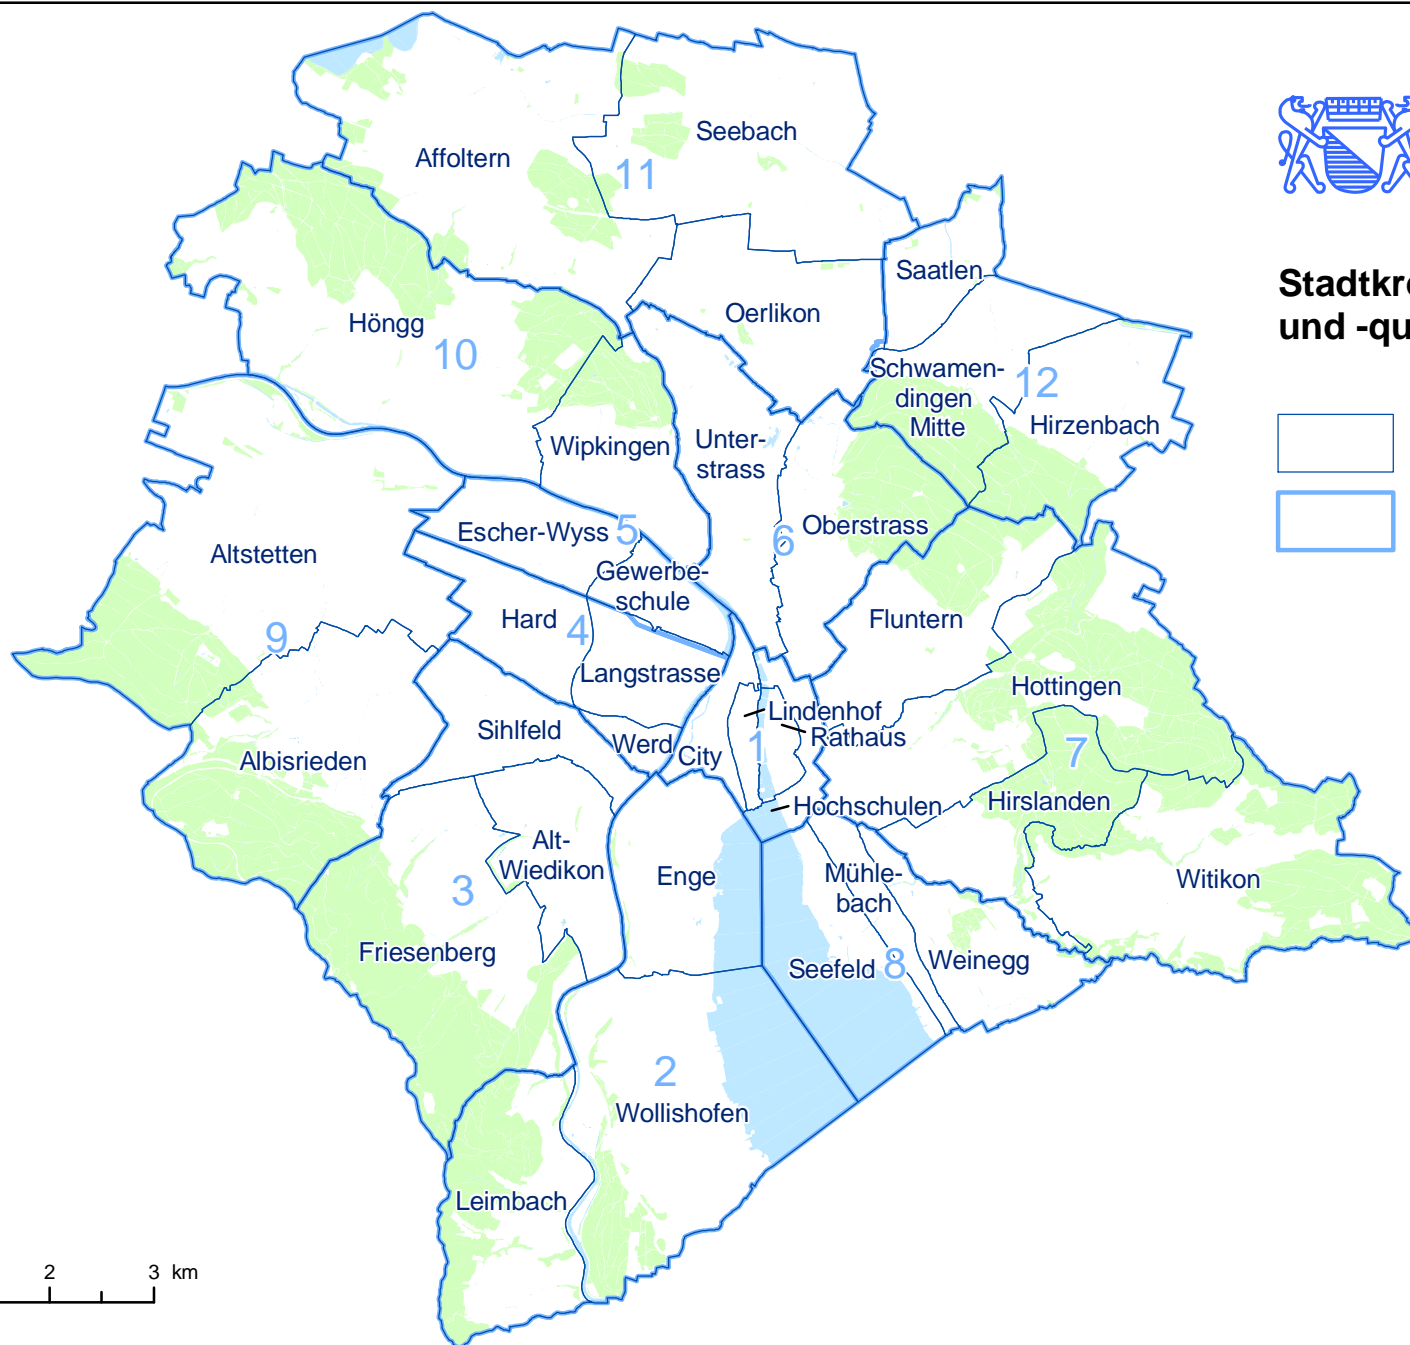 Seebach
Affoltern
11
Stadtkre
und -qu
Saatlen
Oerlikon
Höngg
10
Schwamen-
dingen
Mitte
12
Hirzenbach
Wipkingen
Unter-
strass
Escher-Wyss
5
6
Oberstrass
Altstetten
Gewerbe-
schule
Hard
4
Fluntern
9
Langstrasse
Hottingen
Lindenhof
Rathaus
Sihlfeld
Werd
City
1
7
Albisrieden
Hirslanden
Hochschulen
Alt-
Wiedikon
3
Enge
Mühle-
bach
Witikon
Friesenberg
Seefeld
8
Weinegg
2
Wollishofen
Leimbach
2 3 km